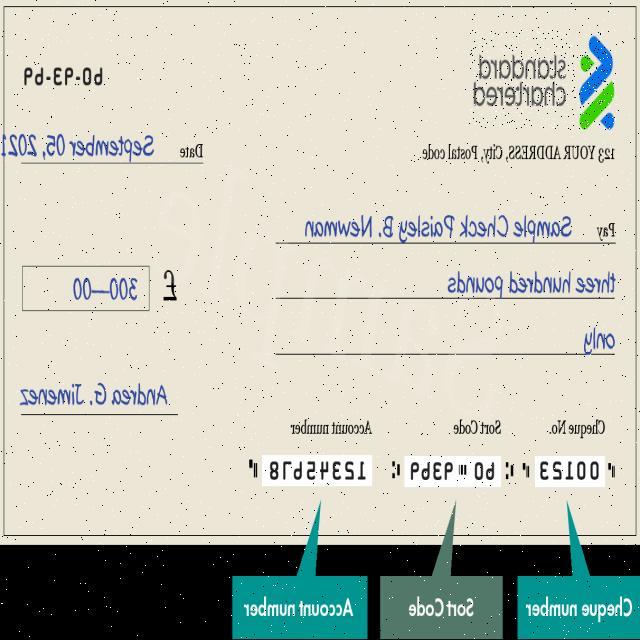 standard
chartered
60-93-69
123 YOUR ADDRESS, City, Postal code
Date September 05, 2021
Pay Sample Check Paisley B. Newman
three hundred pounds
£ 300—00
only
Andrea G. Jimenez
Cheque No. Sort Code Account number
⑈00123⑈ 60⑉9369 12345678⑈
Cheque number Sort Code Account number